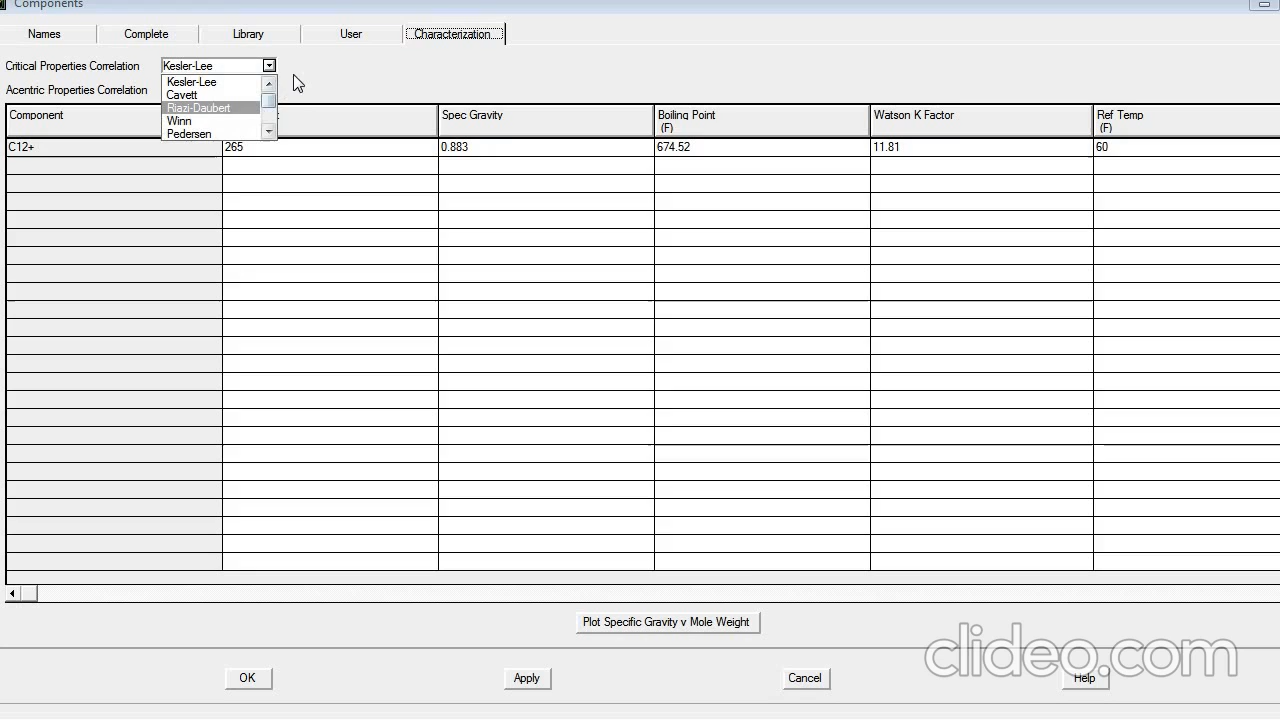 Components
Names Complete Library User Characterization
Critical Properties Correlation Kesler-Lee
Acentric Properties Correlation
Kesler-Lee
Cavett
Riazi-Daubert
Winn
Pedersen
Component Spec Gravity Boiling Point (F) Watson K Factor Ref Temp (F)
C12+ 265 0.883 674.52 11.81 60
Plot Specific Gravity v Mole Weight
OK Apply Cancel Help
clideo.com